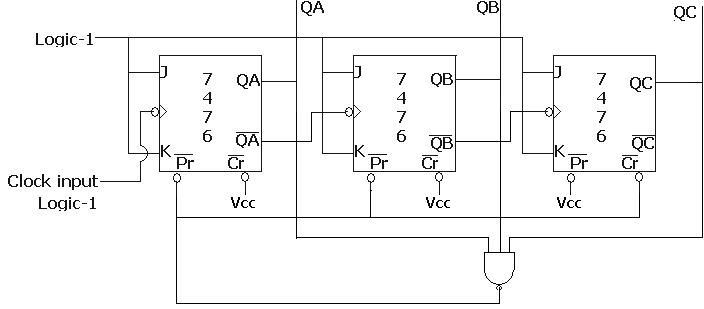 QA
QB
QC
Logic-1
J
7
4
7
6
QA
QA
K
Pr
Cr
Vcc
J
7
4
7
6
QB
QB
K
Pr
Cr
Vcc
J
7
4
7
6
QC
QC
K
Pr
Cr
Vcc
Clock input
Logic-1